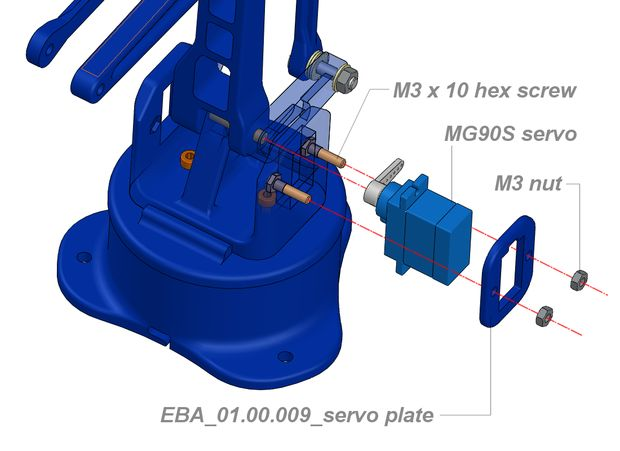 M3 x 10 hex screw
MG90S servo
M3 nut
EBA_01.00.009_servo plate